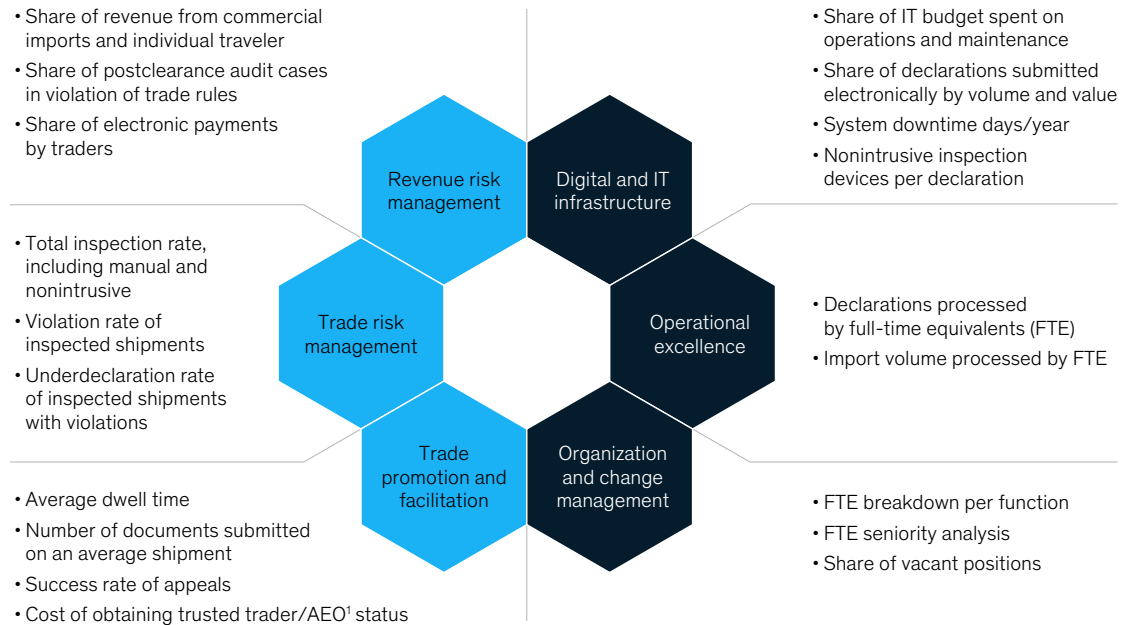 • Share of revenue from commercial
imports and individual traveler
• Share of postclearance audit cases
in violation of trade rules
• Share of electronic payments
by traders
Revenue risk
management
Digital and IT
infrastructure
• Share of IT budget spent on
operations and maintenance
• Share of declarations submitted
electronically by volume and value
• System downtime days/year
• Nonintrusive inspection
devices per declaration
• Total inspection rate,
including manual and
nonintrusive
• Violation rate of
inspected shipments
• Underdeclaration rate
of inspected shipments
with violations
Trade risk
management
Operational
excellence
• Declarations processed
by full-time equivalents (FTE)
• Import volume processed by FTE
• Average dwell time
• Number of documents submitted
on an average shipment
• Success rate of appeals
• Cost of obtaining trusted trader/AEO¹ status
Trade
promotion and
facilitation
Organization
and change
management
• FTE breakdown per function
• FTE seniority analysis
• Share of vacant positions